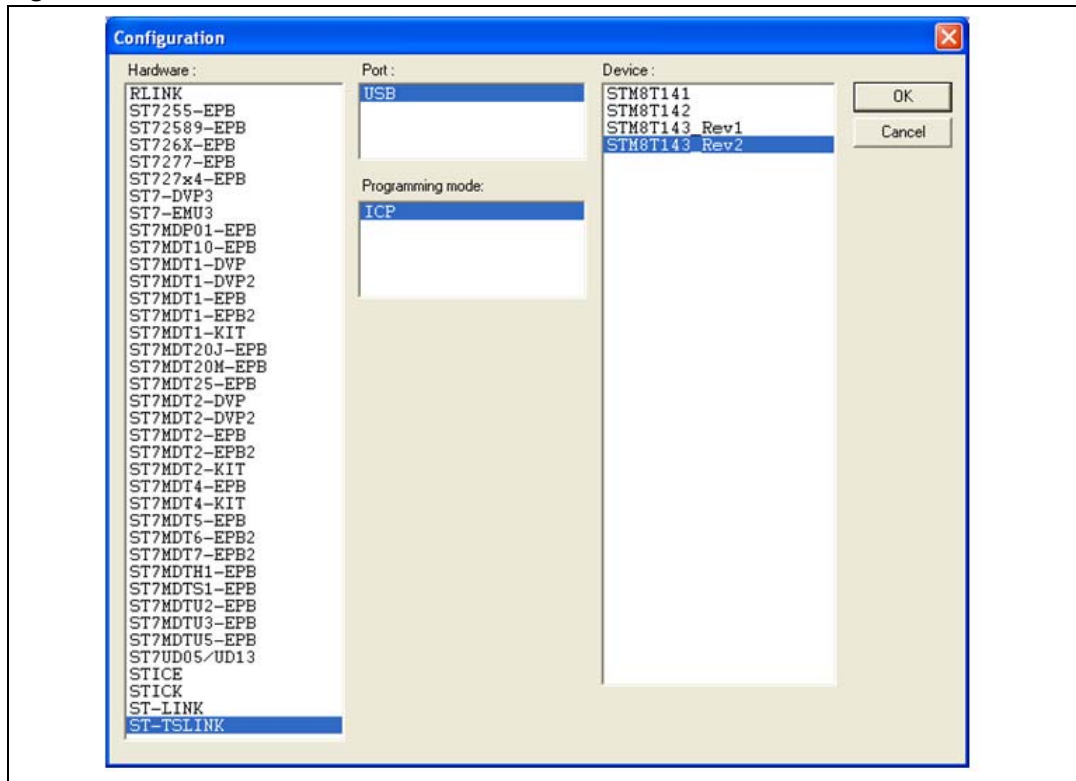 Configuration
Hardware :
RLINK
ST7255-EPB
ST72589-EPB
ST726X-EPB
ST7277-EPB
ST727x4-EPB
ST7-DVP3
ST7-EMU3
ST7MDP01-EPB
ST7MDT10-EPB
ST7MDT1-DVP
ST7MDT1-DVP2
ST7MDT1-EPB
ST7MDT1-EPB2
ST7MDT1-KIT
ST7MDT20J-EPB
ST7MDT20M-EPB
ST7MDT25-EPB
ST7MDT2-DVP
ST7MDT2-DVP2
ST7MDT2-EPB
ST7MDT2-EPB2
ST7MDT2-KIT
ST7MDT4-EPB
ST7MDT4-KIT
ST7MDT5-EPB
ST7MDT6-EPB2
ST7MDT7-EPB2
ST7MDTH1-EPB
ST7MDTS1-EPB
ST7MDTU2-EPB
ST7MDTU3-EPB
ST7MDTU5-EPB
ST7UD05/UD13
STICE
STICK
ST-LINK
ST-TSLINK
Port :
USB
Programming mode:
ICP
Device :
STM8T141
STM8T142
STM8T143_Rev1
STM8T143_Rev2
OK
Cancel